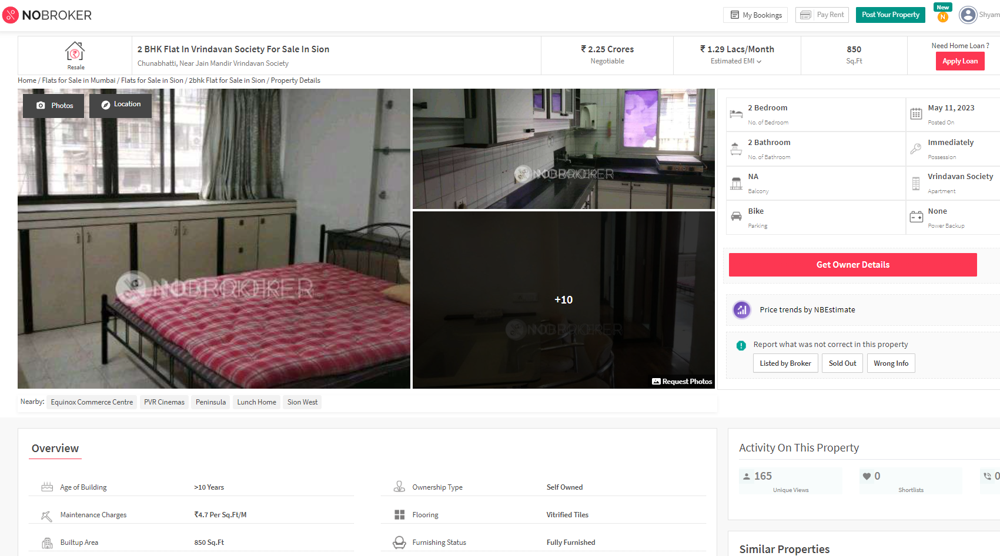 NOBROKER
My Bookings
Pay Rent
Post Your Property
New
N
Shyam
Resale
2 BHK Flat In Vrindavan Society For Sale In Sion
Chunabhatti, Near Jain Mandir Vrindavan Society
₹ 2.25 Crores
Negotiable
₹ 1.29 Lacs/Month
Estimated EMI
850
Sq.Ft
Need Home Loan ?
Apply Loan
Home / Flats for Sale in Mumbai / Flats for Sale in Sion / 2bhk Flat for Sale in Sion / Property Details
Photos
Location
NOBROKER
NOBROKER
+10
NOBROKER
Request Photos
2 Bedroom
No. of Bedroom
May 11, 2023
Posted On
2 Bathroom
No. of Bathroom
Immediately
Possession
NA
Balcony
Vrindavan Society
Apartment
Bike
Parking
None
Power Backup
Get Owner Details
Price trends by NBEstimate
Report what was not correct in this property
Listed by Broker
Sold Out
Wrong Info
Nearby: Equinox Commerce Centre PVR Cinemas Peninsula Lunch Home Sion West
Overview
Age of Building >10 Years
Ownership Type Self Owned
Maintenance Charges ₹4.7 Per Sq.Ft/M
Flooring Vitrified Tiles
Builtup Area 850 Sq.Ft
Furnishing Status Fully Furnished
Activity On This Property
165
Unique Views
0
Shortlists
0
Similar Properties